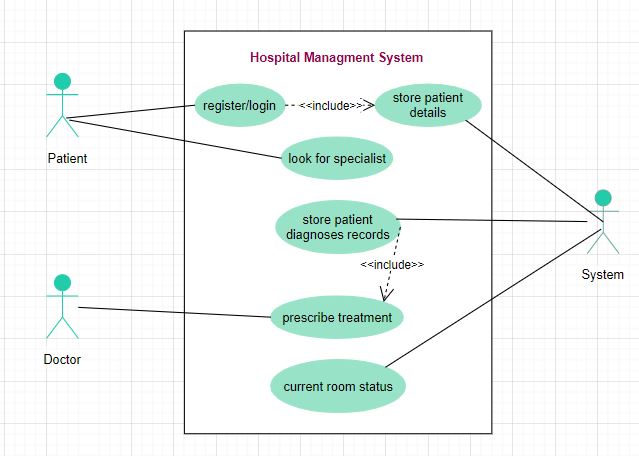 Hospital Managment System
register/login
<<include>>
store patient
details
Patient
look for specialist
store patient
diagnoses records
<<include>>
System
prescribe treatment
Doctor
current room status